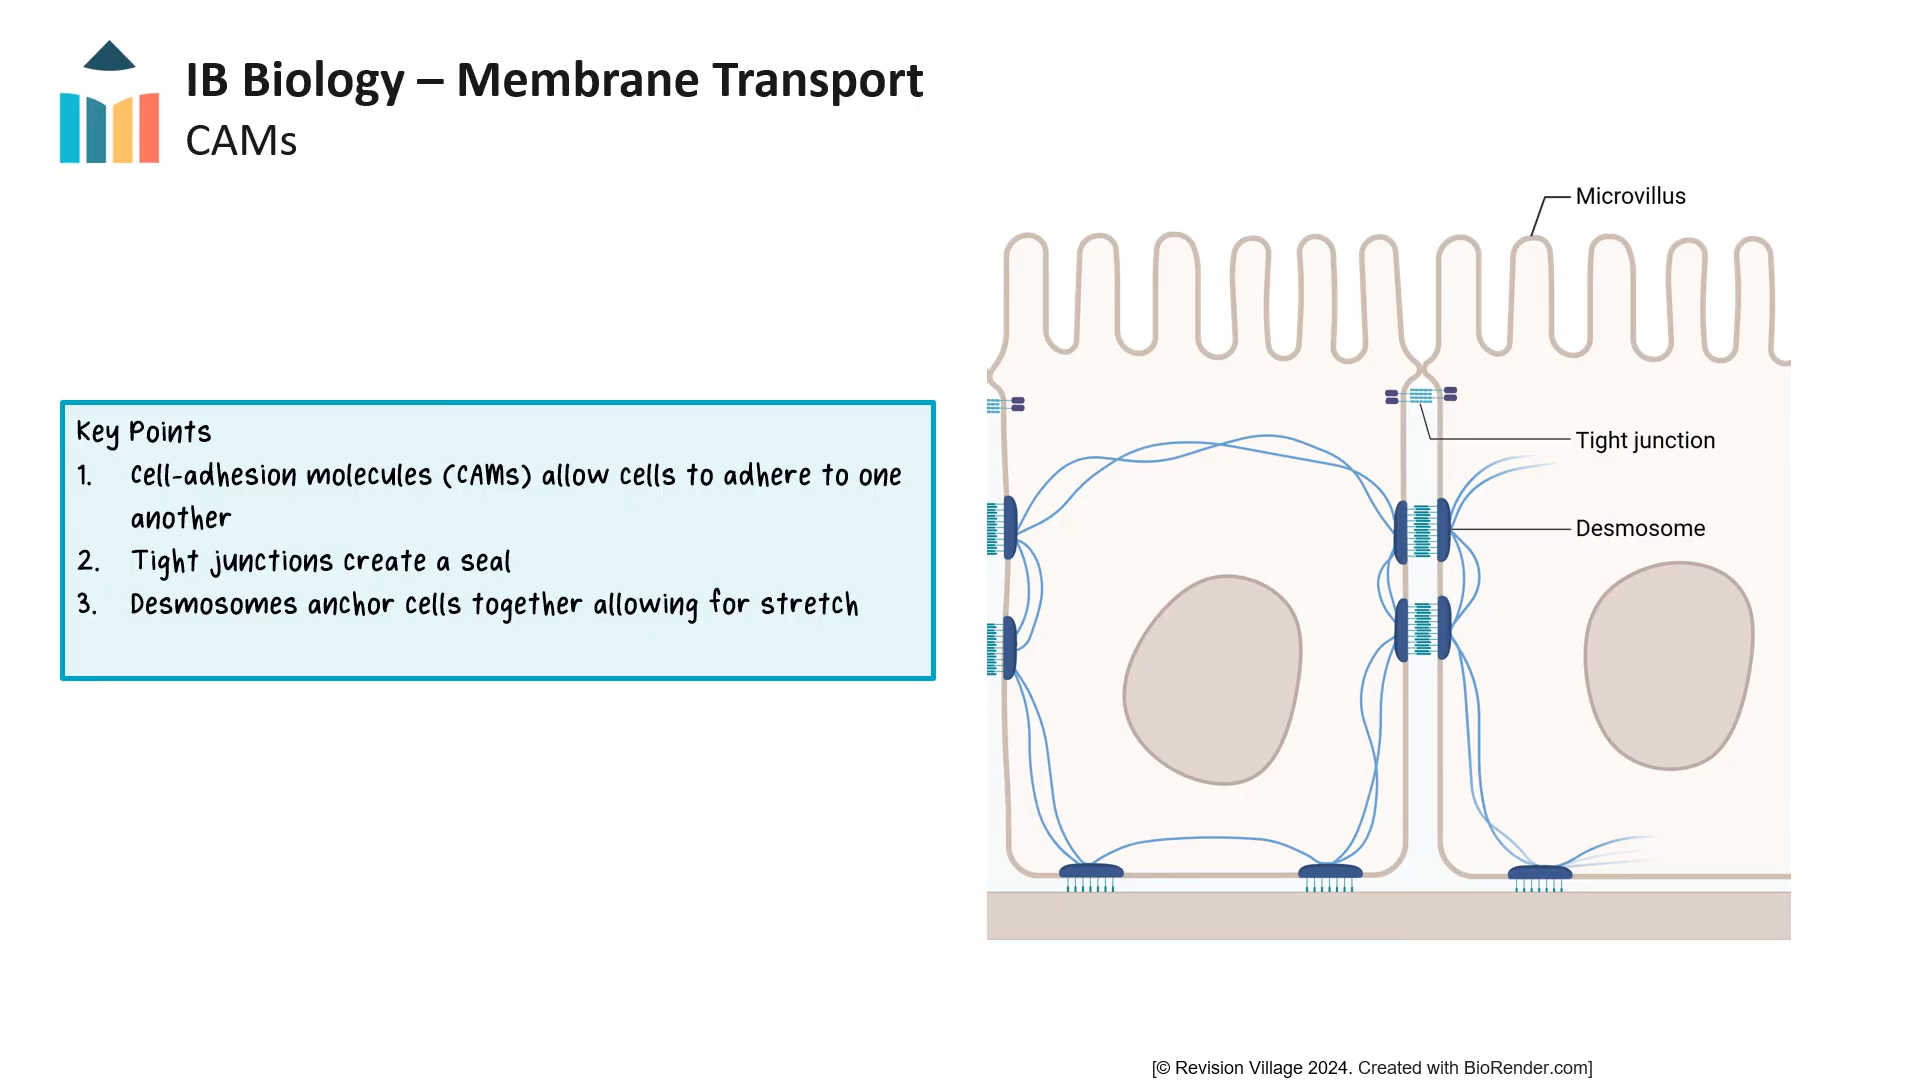 IB Biology – Membrane Transport
CAMs
Microvillus
Tight junction
Desmosome
Key Points
1. Cell-adhesion molecules (CAMs) allow cells to adhere to one
another
2. Tight junctions create a seal
3. Desmosomes anchor cells together allowing for stretch
[© Revision Village 2024. Created with BioRender.com]